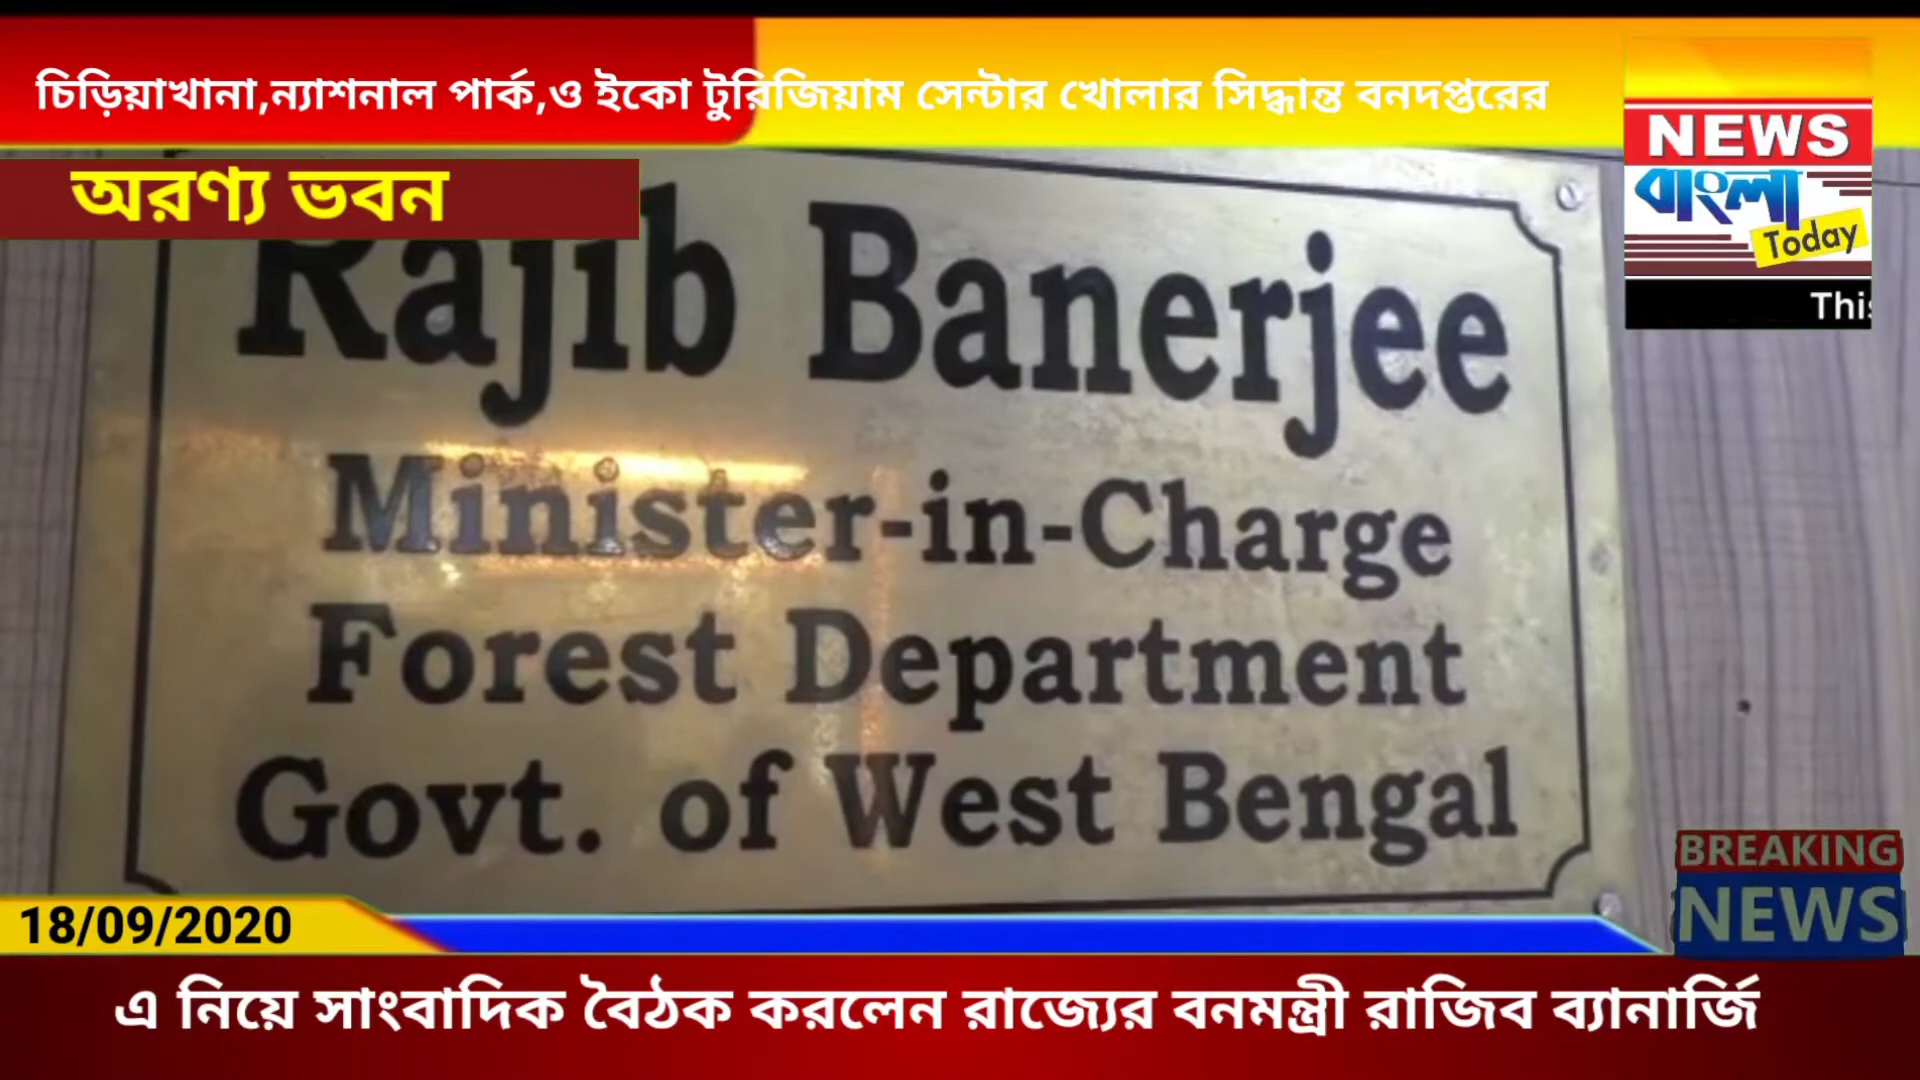 চিড়িয়াখানা,ন্যাশনাল পার্ক,ও ইকো টুরিজিয়াম সেন্টার খোলার সিদ্ধান্ত বনদপ্তরের
NEWS
বাংলা
Today
অরণ্য ভবন
This
Rajib Banerjee
Minister-in-Charge
Forest Department
Govt. of West Bengal
BREAKING
NEWS
18/09/2020
এ নিয়ে সাংবাদিক বৈঠক করলেন রাজ্যের বনমন্ত্রী রাজিব ব্যানার্জি